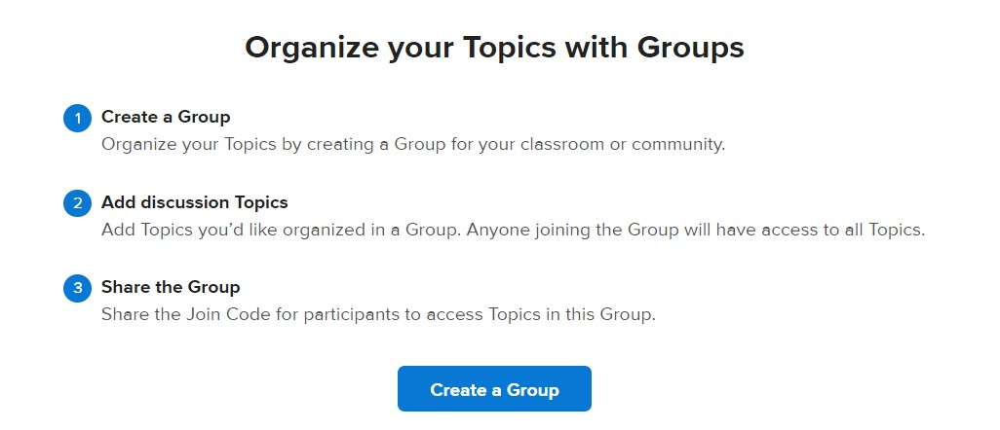 Organize your Topics with Groups
1 Create a Group
Organize your Topics by creating a Group for your classroom or community.
2 Add discussion Topics
Add Topics you’d like organized in a Group. Anyone joining the Group will have access to all Topics.
3 Share the Group
Share the Join Code for participants to access Topics in this Group.
Create a Group